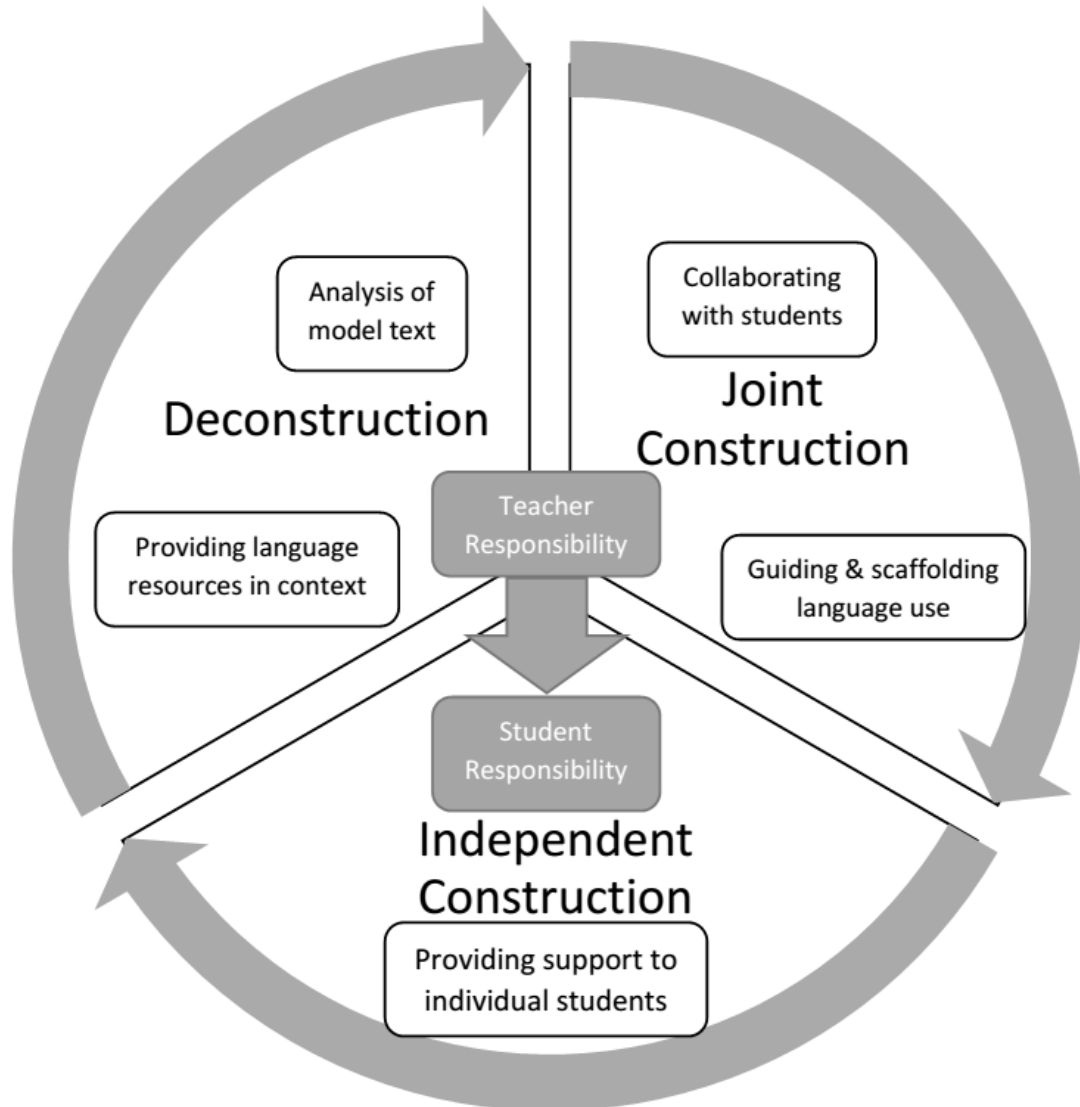 Analysis of
model text
Deconstruction
Providing language
resources in context
Collaborating
with students
Joint
Construction
Guiding & scaffolding
language use
Teacher
Responsibility
Student
Responsibility
Independent
Construction
Providing support to
individual students